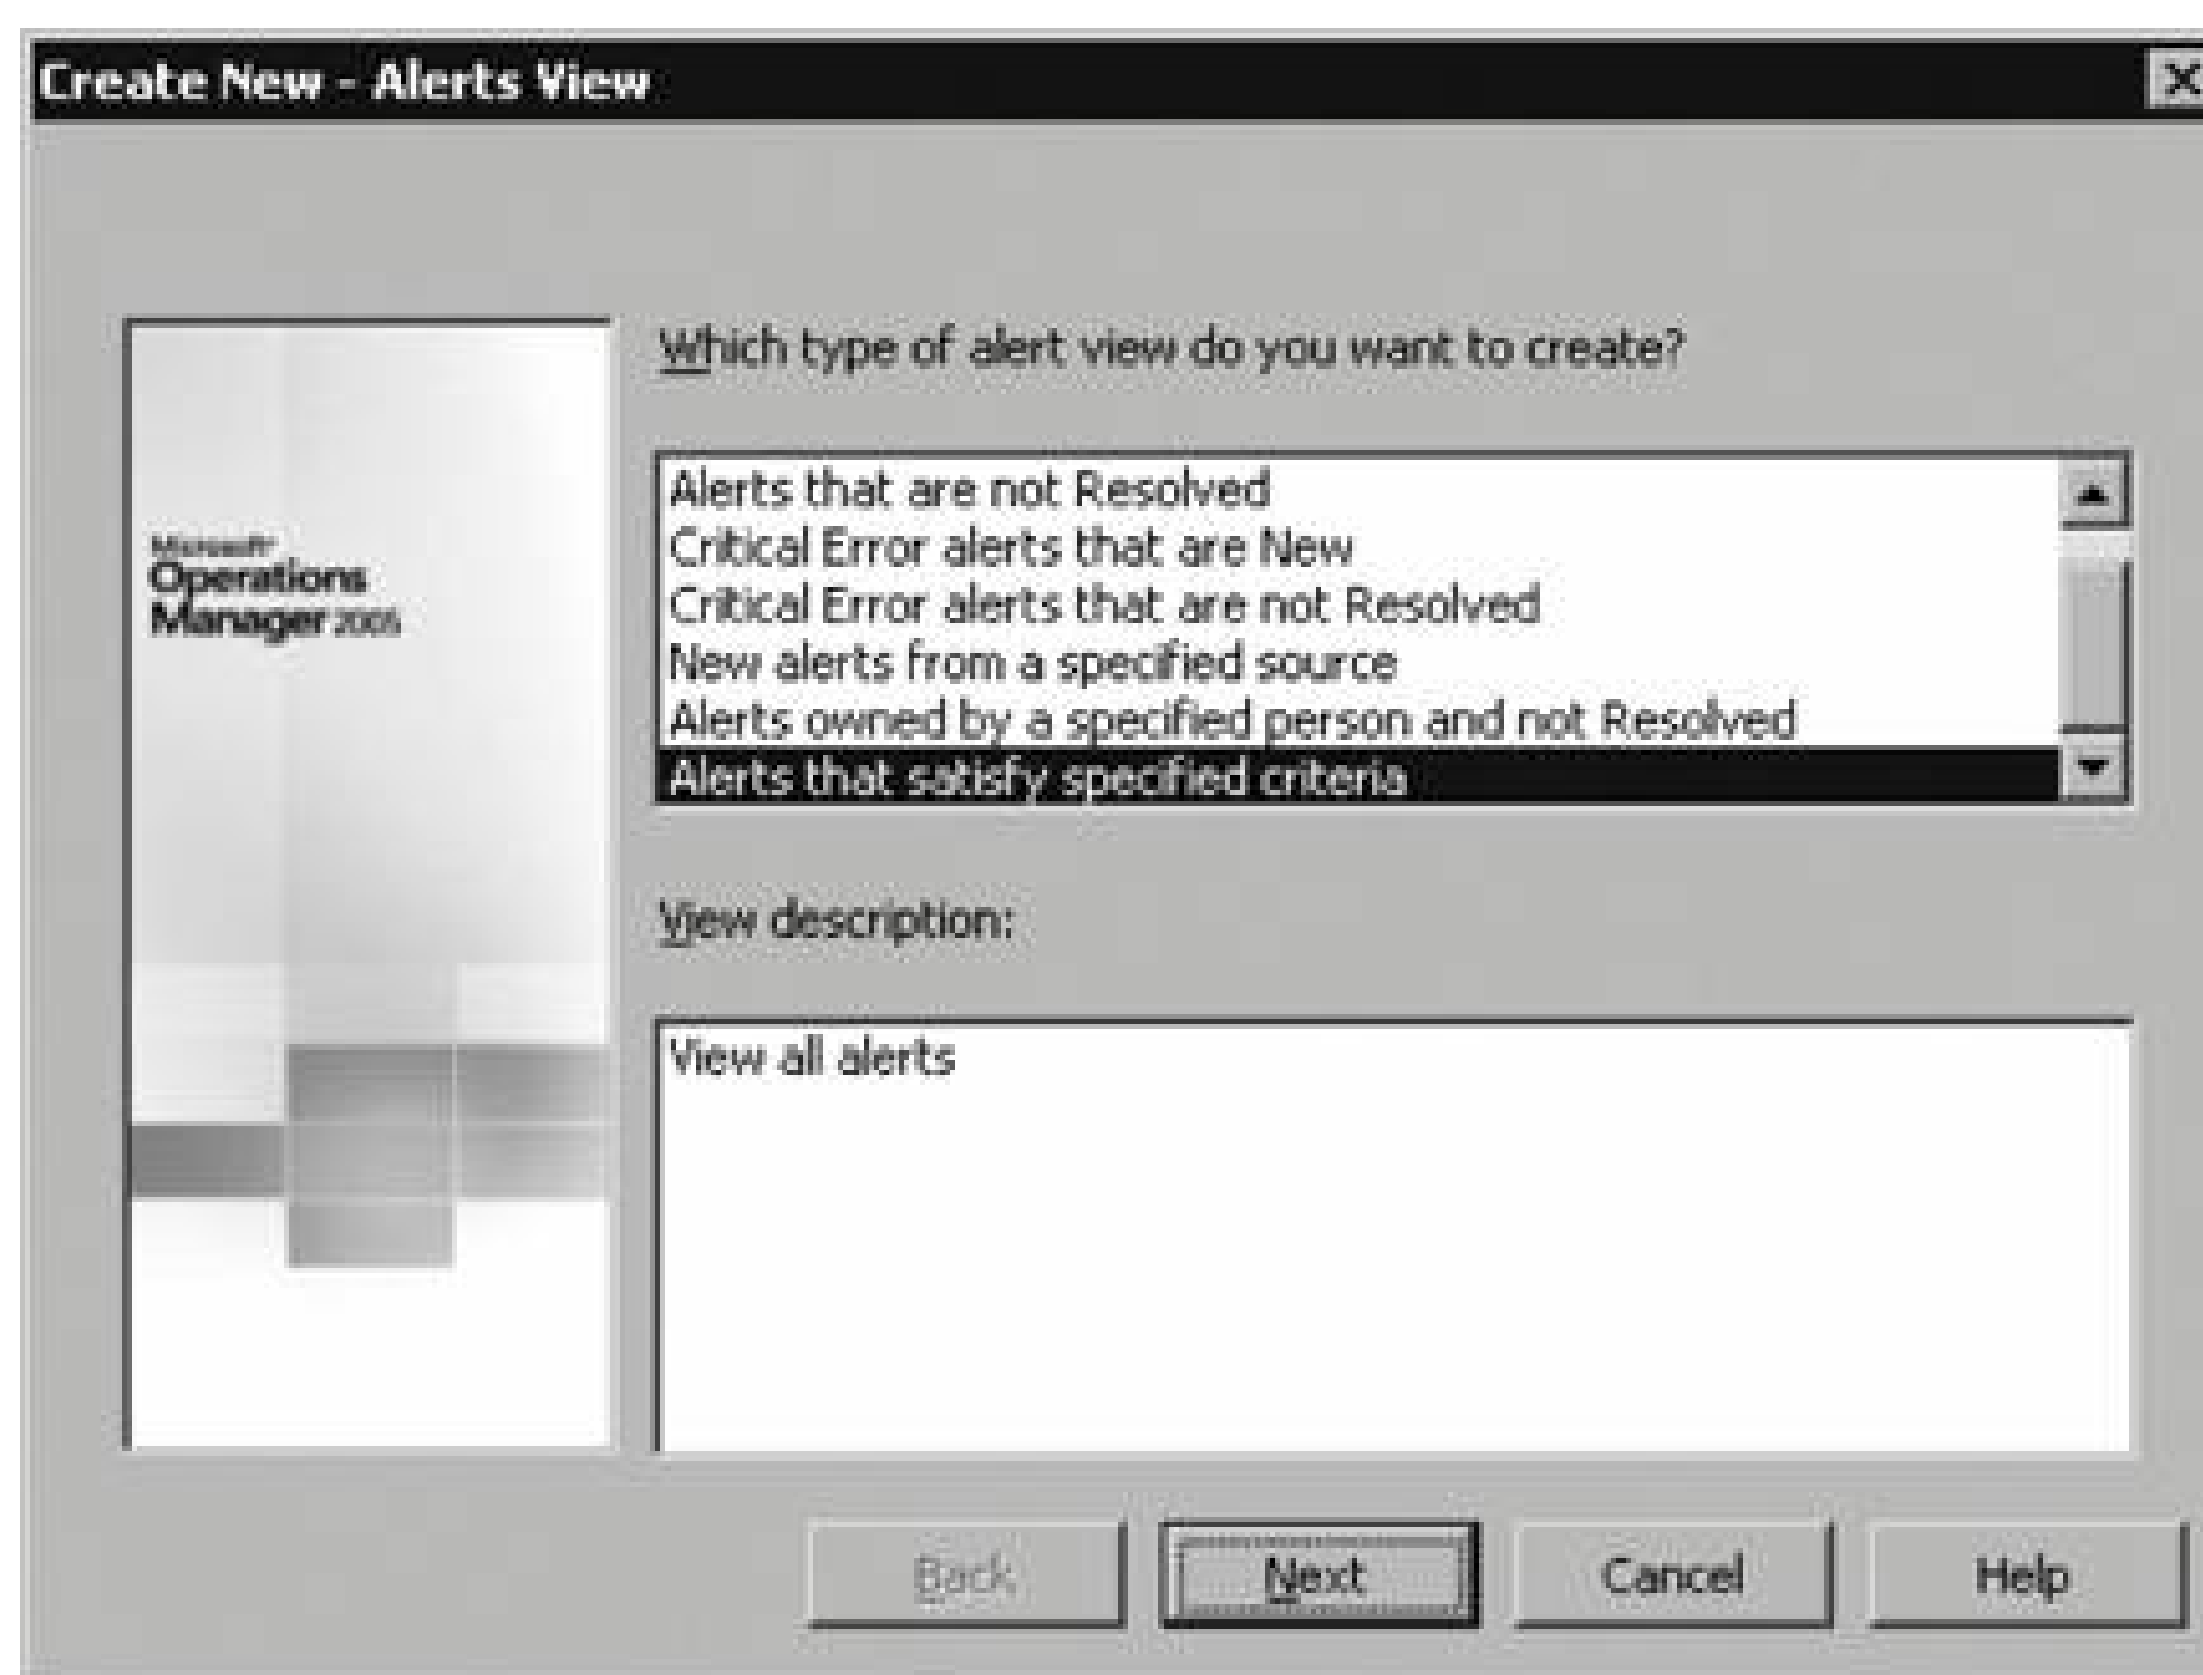 Create New - Alerts View
Which type of alert view do you want to create?
Microsoft
Operations
Manager 2005
Alerts that are not Resolved
Critical Error alerts that are New
Critical Error alerts that are not Resolved
New alerts from a specified source
Alerts owned by a specified person and not Resolved
Alerts that satisfy specified criteria
View description:
View all alerts
Back
Next
Cancel
Help